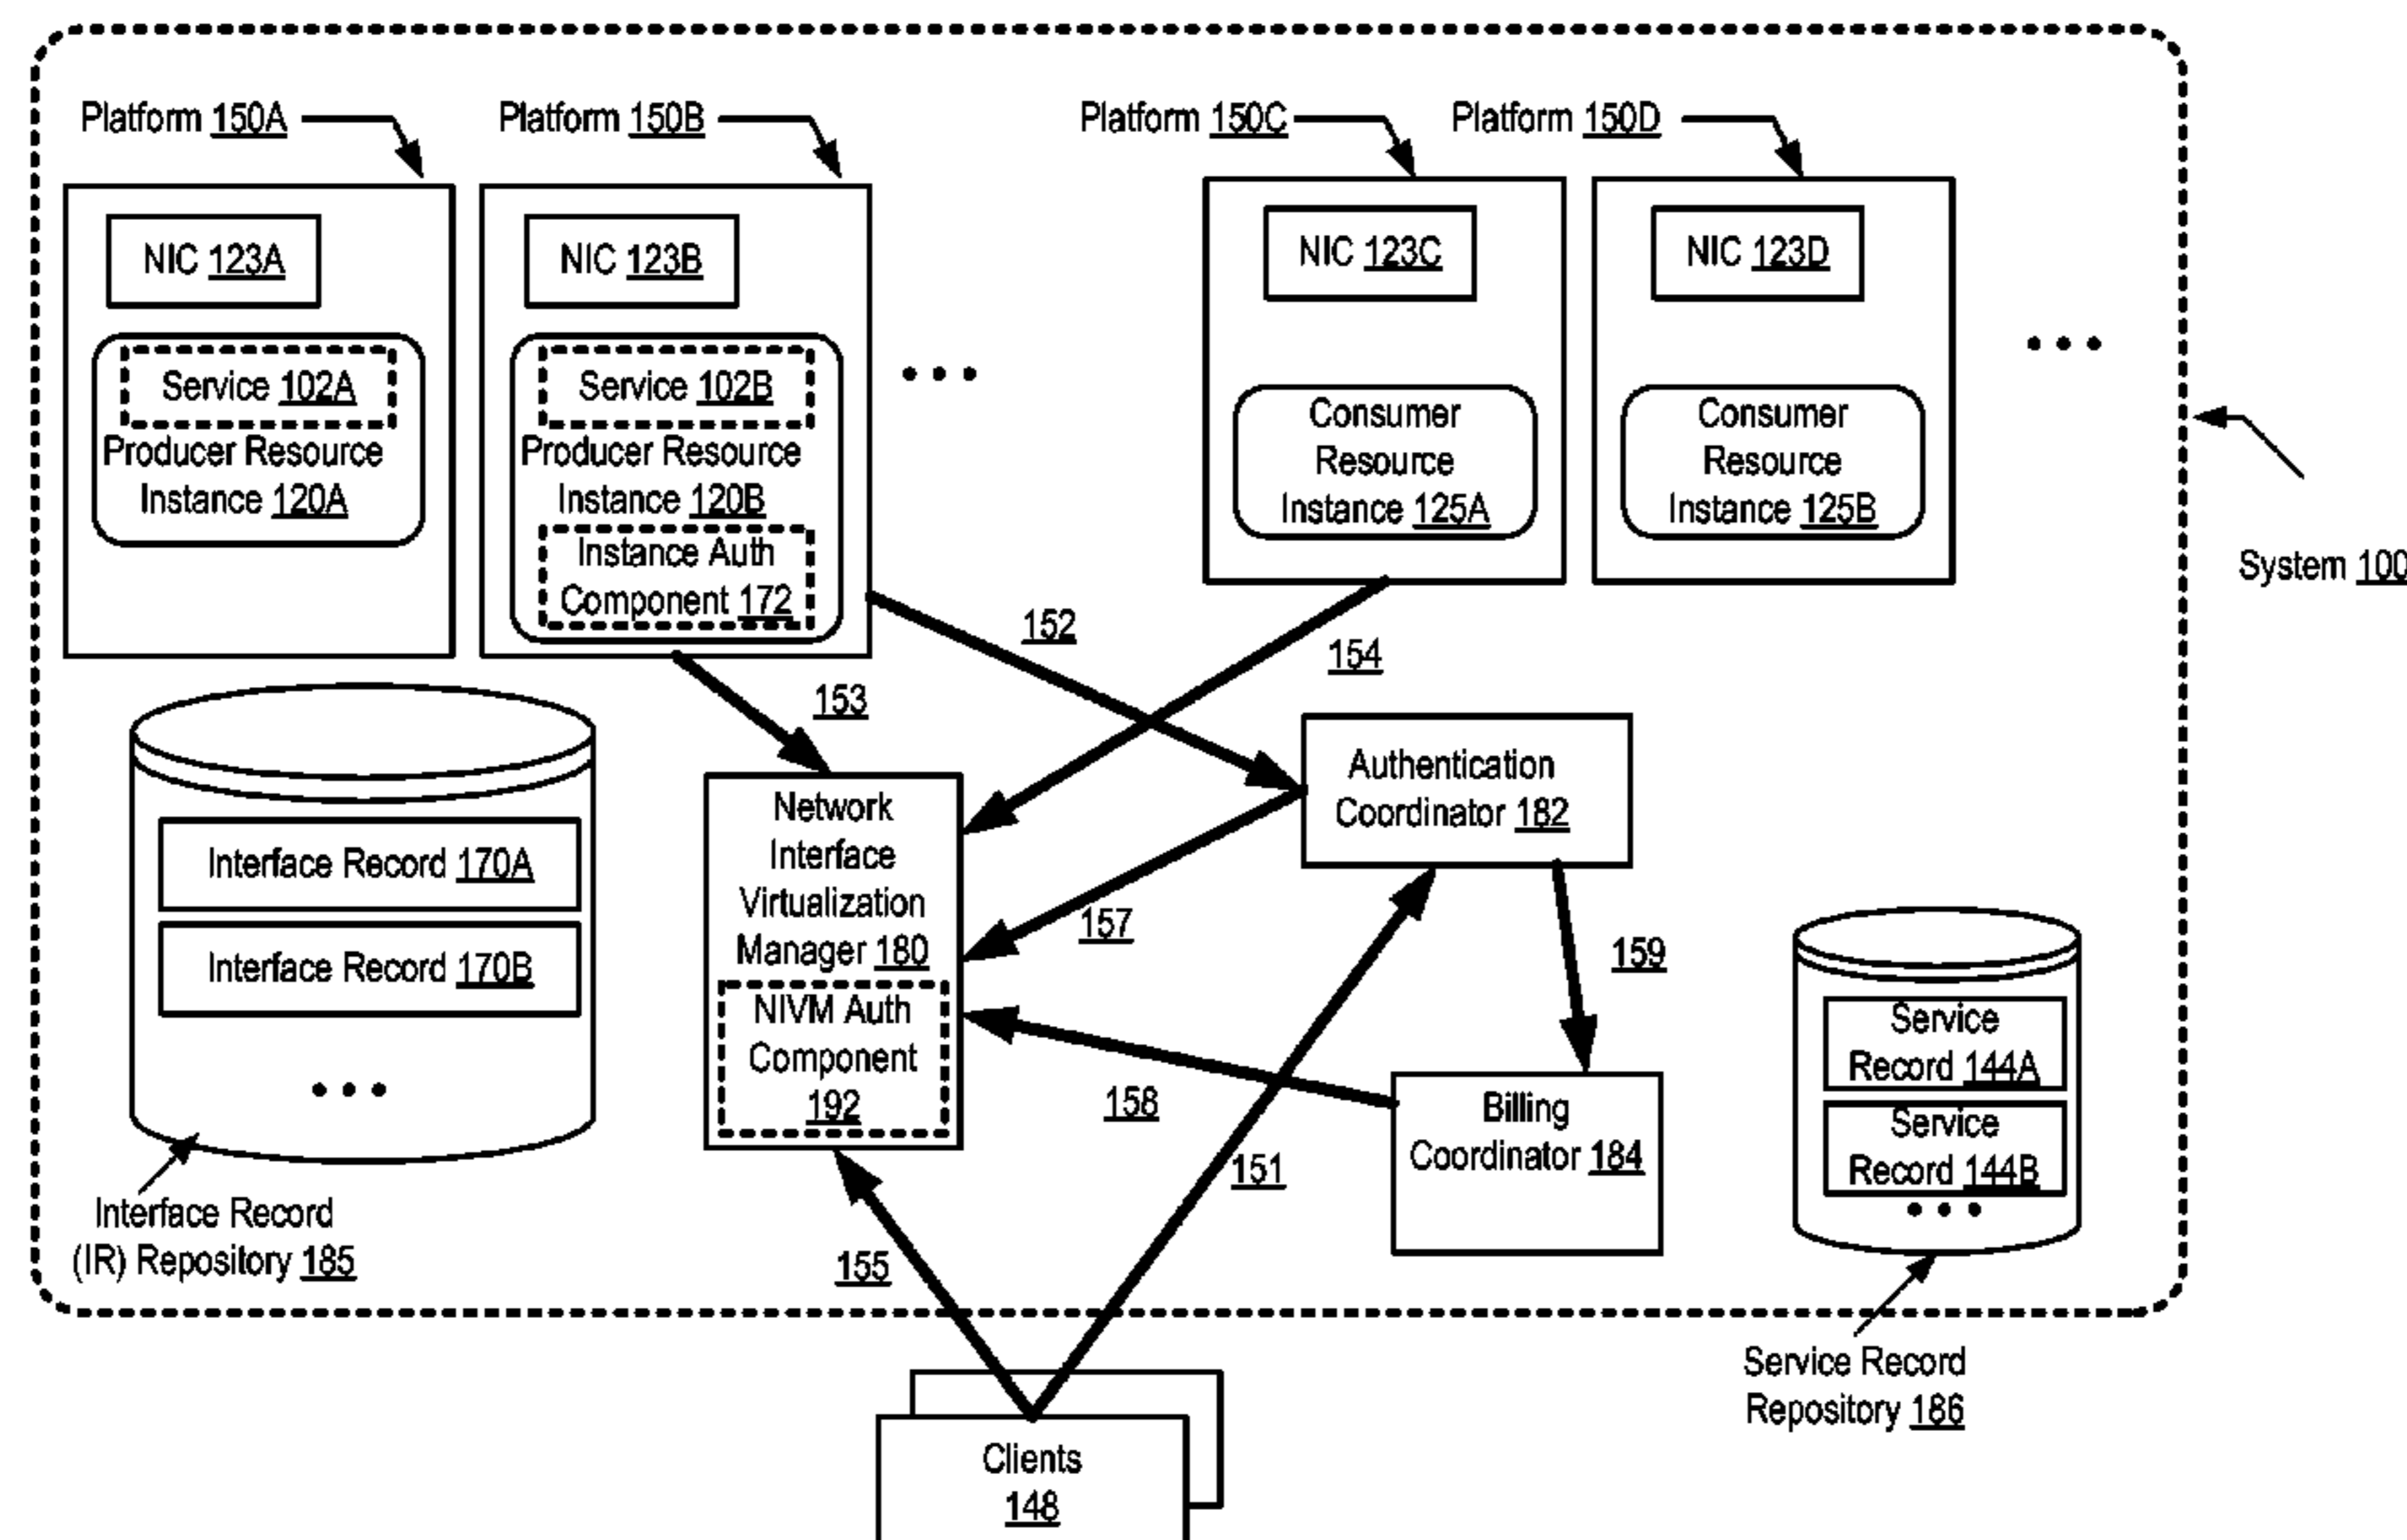 Platform 150A
Platform 150B
Platform 150C
Platform 150D
NIC 123A
NIC 123B
NIC 123C
NIC 123D
Service 102A
Producer Resource
Instance 120A
Service 102B
Producer Resource
Instance 120B
Instance Auth
Component 172
• • •
Consumer
Resource
Instance 125A
Consumer
Resource
Instance 125B
• • •
System 100
152
154
153
157
159
158
151
155
Authentication
Coordinator 182
Network
Interface
Virtualization
Manager 180
NIVM Auth
Component
192
Interface Record 170A
Interface Record 170B
• • •
Interface Record
(IR) Repository 185
Billing
Coordinator 184
Service
Record 144A
Service
Record 144B
• • •
Service Record
Repository 186
Clients
148